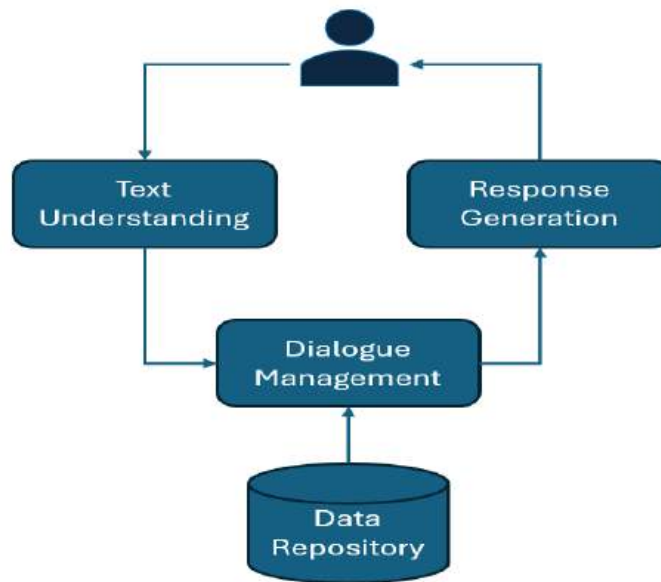 Text
Understanding
Response
Generation
Dialogue
Management
Data
Repository